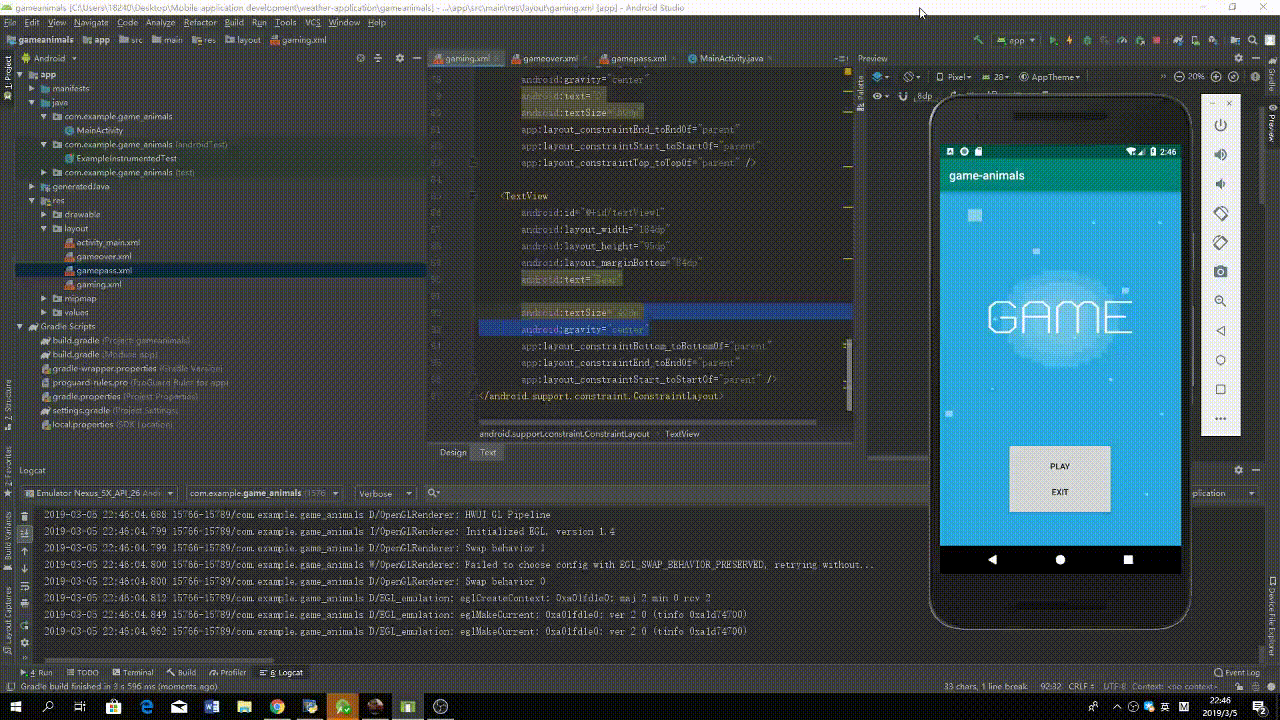 gameanimals [C:\Users\18240\Desktop\Mobile application development\weather-application\gameanimals] - ...\app\src\main\res\layout\gaming.xml [app] - Android Studio
File Edit View Navigate Code Analyze Refactor Build Run Tools VCS Window Help
gameanimals app src main res layout gaming.xml
app
Android
gaming.xml gameover.xml gamepass.xml MainActivity.java
Preview
Pixel 28 AppTheme 20%
8dp
1: Project
app
manifests
java
com.example.game_animals
MainActivity
com.example.game_animals (androidTest)
ExampleInstrumentedTest
com.example.game_animals (test)
generatedJava
res
drawable
layout
activity_main.xml
gameover.xml
gamepass.xml
gaming.xml
mipmap
values
Gradle Scripts
build.gradle (Project: gameanimals)
build.gradle (Module: app)
gradle-wrapper.properties (Gradle Version)
proguard-rules.pro (ProGuard Rules for app)
gradle.properties (Project Properties)
settings.gradle (Project Settings)
local.properties (SDK Location)
android:gravity="center"
android:text="
android:textSize=
app:layout_constraintEnd_toEndOf="parent"
app:layout_constraintStart_toStartOf="parent"
app:layout_constraintTop_toTopOf="parent" />
<TextView
android:id="@+id/textView1"
android:layout_width="184dp"
android:layout_height="95dp"
android:layout_marginBottom="84dp"
android:text="Bear"
android:textSize=
android:gravity="center"
app:layout_constraintBottom_toBottomOf="parent"
app:layout_constraintEnd_toEndOf="parent"
app:layout_constraintStart_toStartOf="parent" />
</android.support.constraint.ConstraintLayout>
android.support.constraint.ConstraintLayout TextView
Design Text
Palette
Gradle
Preview
Device File Explorer
2:46
game-animals
GAME
PLAY
EXIT
Z: Structure
2: Favorites
Build Variants
Layout Captures
Logcat
Emulator Nexus_5X_API_26 Andr com.example.game_animals (1576 Verbose
2019-03-05 22:46:04.688 15766-15789/com.example.game_animals D/OpenGLRenderer: HWUI GL Pipeline
2019-03-05 22:46:04.799 15766-15789/com.example.game_animals I/OpenGLRenderer: Initialized EGL, version 1.4
2019-03-05 22:46:04.799 15766-15789/com.example.game_animals D/OpenGLRenderer: Swap behavior 1
2019-03-05 22:46:04.800 15766-15789/com.example.game_animals W/OpenGLRenderer: Failed to choose config with EGL_SWAP_BEHAVIOR_PRESERVED, retrying without...
2019-03-05 22:46:04.800 15766-15789/com.example.game_animals D/OpenGLRenderer: Swap behavior 0
2019-03-05 22:46:04.812 15766-15789/com.example.game_animals D/EGL_emulation: eglCreateContext: 0xa01fd1e0: maj 2 min 0 rcv 2
2019-03-05 22:46:04.849 15766-15789/com.example.game_animals D/EGL_emulation: eglMakeCurrent: 0xa01fd1e0: ver 2 0 (tinfo 0xa1d74700)
2019-03-05 22:46:04.962 15766-15789/com.example.game_animals D/EGL_emulation: eglMakeCurrent: 0xa01fd1e0: ver 2 0 (tinfo 0xa1d74700)
plication
4: Run TODO Terminal Build Profiler 6: Logcat
Event Log
Gradle build finished in 3 s 596 ms (moments ago)
33 chars, 1 line break 92:32 CRLF UTF-8 Context: <no context>
22:46
2019/3/5